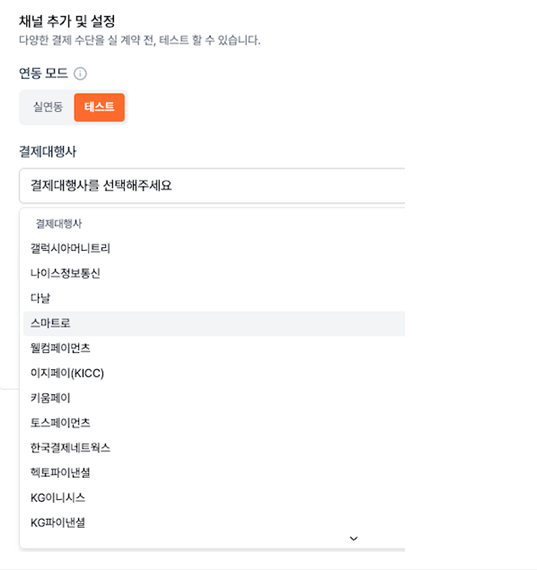 채널 추가 및 설정
다양한 결제 수단을 실 계약 전, 테스트 할 수 있습니다.
연동 모드
실연동 테스트
결제대행사
결제대행사를 선택해주세요
결제대행사
갤럭시아머니트리
나이스정보통신
다날
스마트로
웰컴페이먼츠
이지페이(KICC)
키움페이
토스페이먼츠
한국결제네트웍스
헥토파이낸셜
KG이니시스
KG파이낸셜